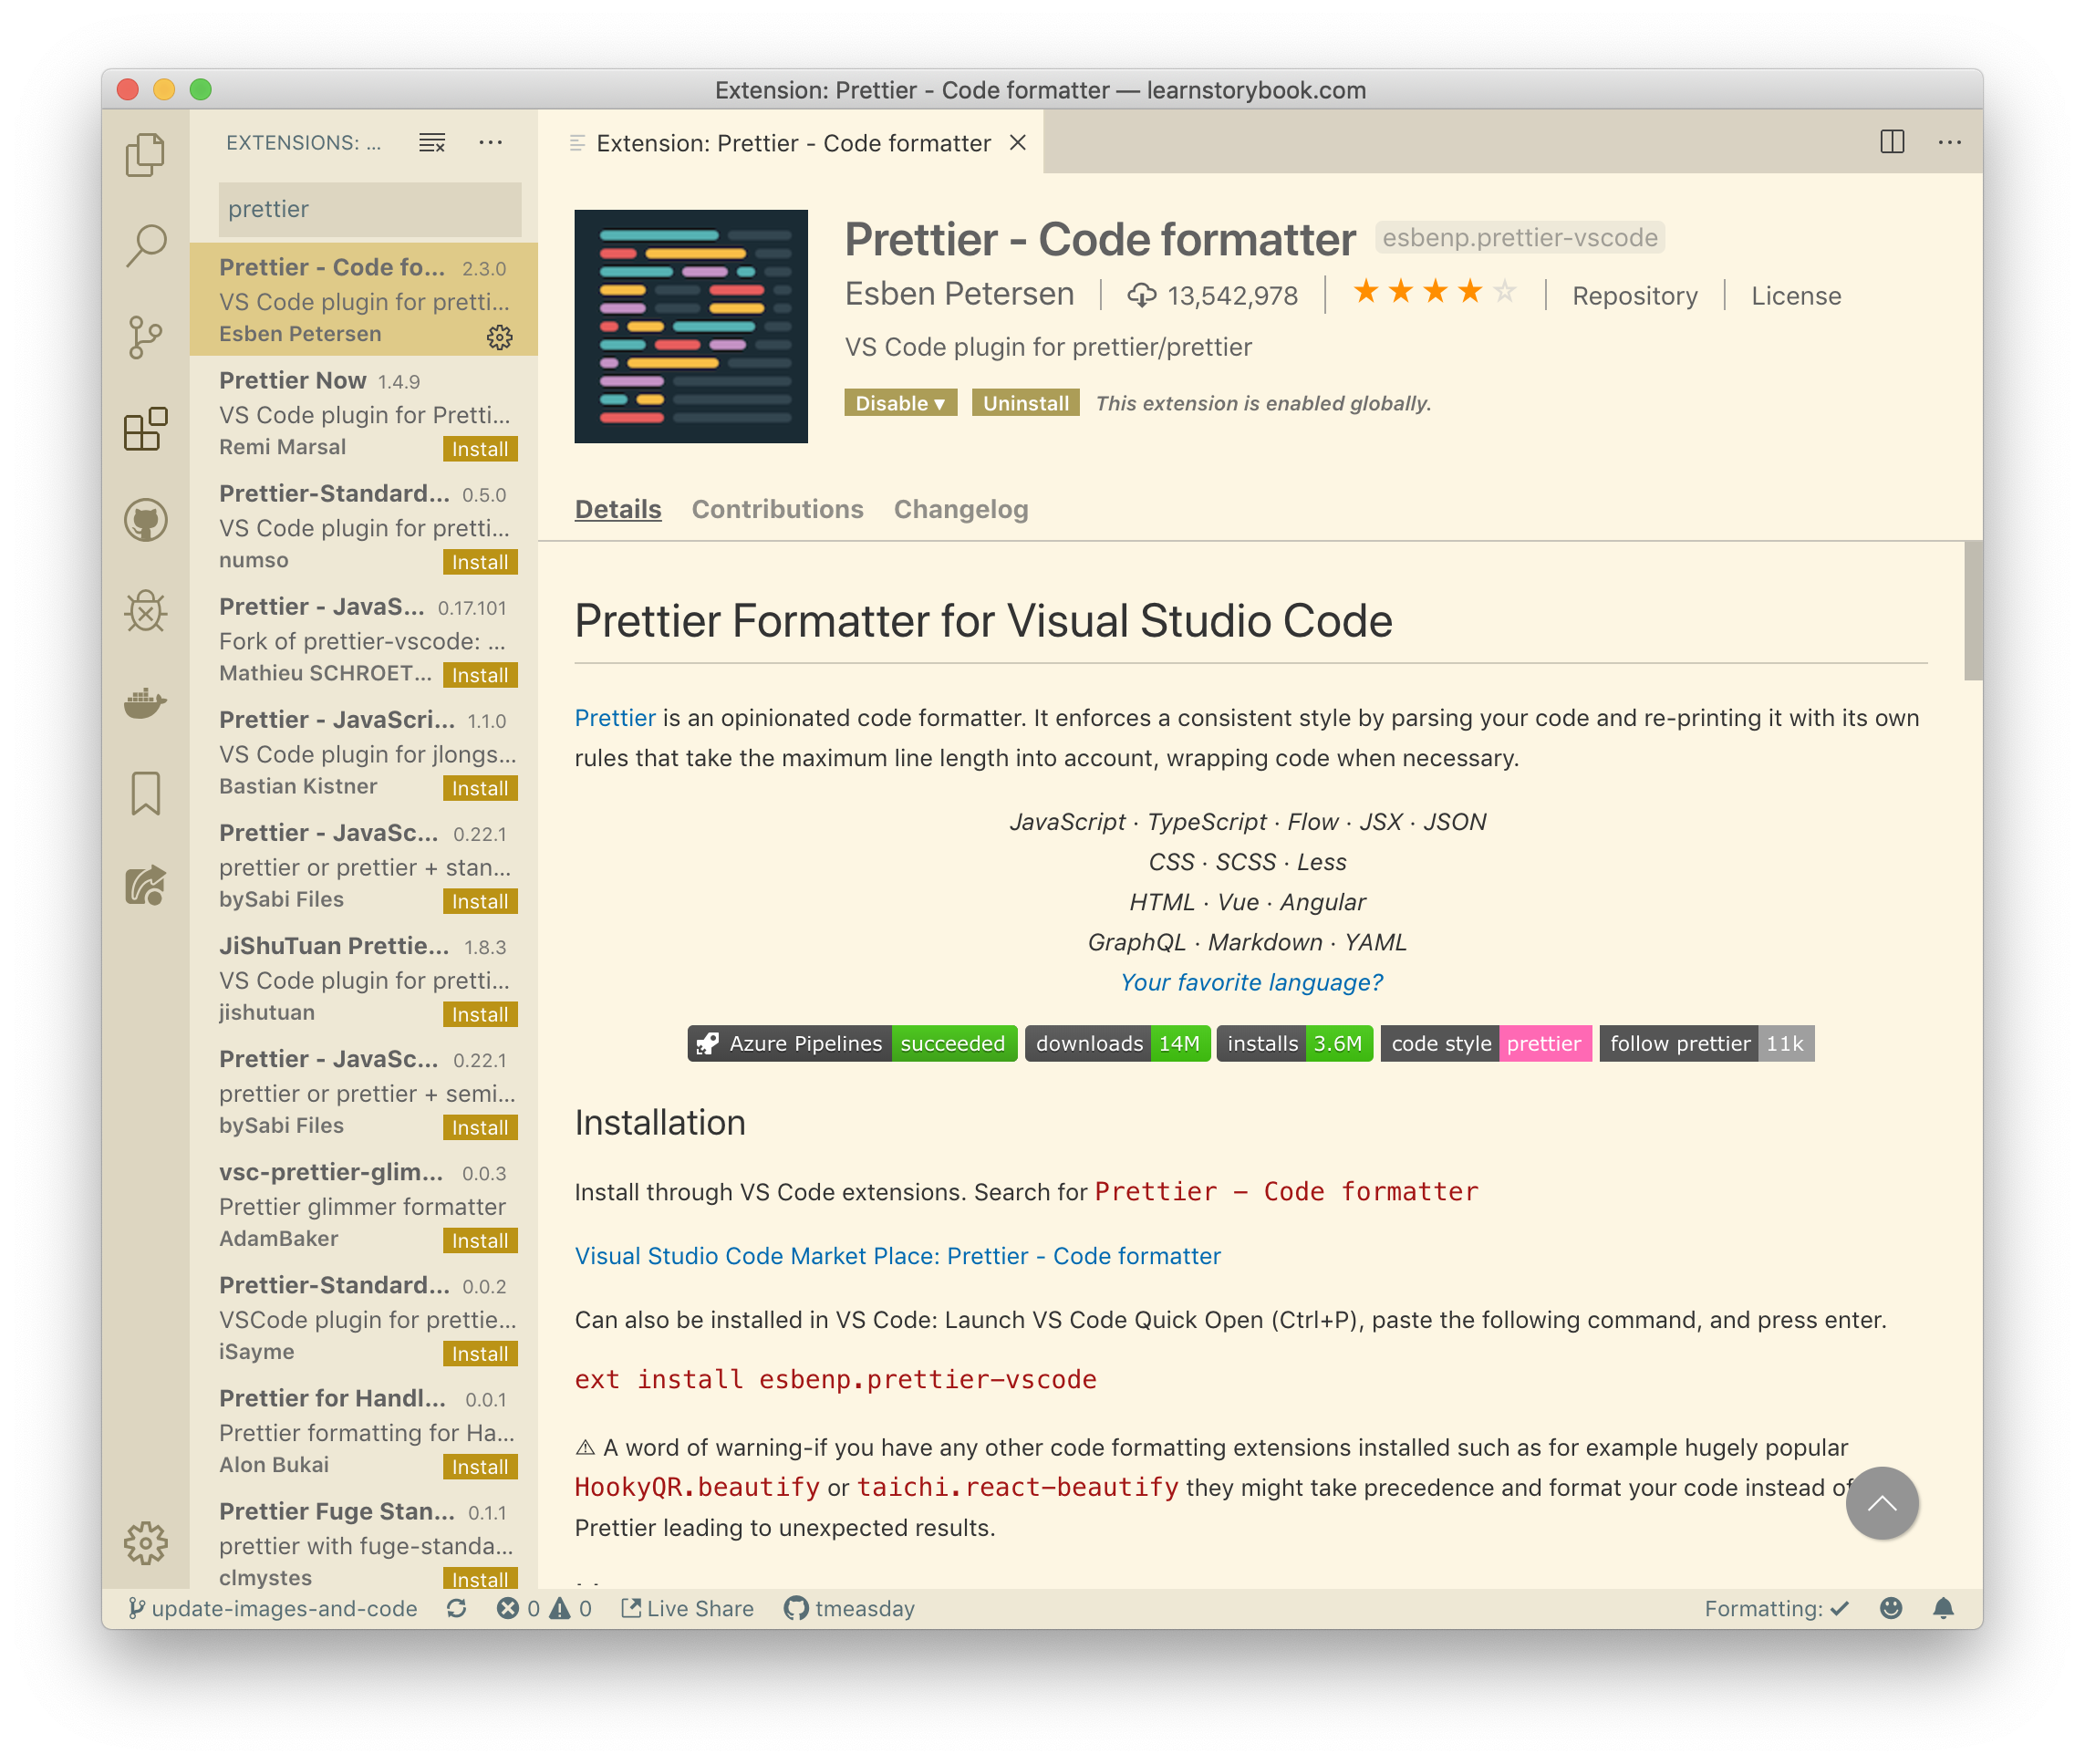 Extension: Prettier - Code formatter — learnstorybook.com
EXTENSIONS: ...
prettier
Prettier - Code fo... 2.3.0
VS Code plugin for pretti...
Esben Petersen
Prettier Now 1.4.9
VS Code plugin for Pretti...
Remi Marsal Install
Prettier-Standard... 0.5.0
VS Code plugin for pretti...
numso Install
Prettier - JavaS... 0.17.101
Fork of prettier-vscode: ...
Mathieu SCHROET... Install
Prettier - JavaScri... 1.1.0
VS Code plugin for jlongs...
Bastian Kistner Install
Prettier - JavaSc... 0.22.1
prettier or prettier + stan...
bySabi Files Install
JiShuTuan Prettie... 1.8.3
VS Code plugin for pretti...
jishutuan Install
Prettier - JavaSc... 0.22.1
prettier or prettier + semi...
bySabi Files Install
vsc-prettier-glim... 0.0.3
Prettier glimmer formatter
AdamBaker Install
Prettier-Standard... 0.0.2
VSCode plugin for prettie...
iSayme Install
Prettier for Handl... 0.0.1
Prettier formatting for Ha...
Alon Bukai Install
Prettier Fuge Stan... 0.1.1
prettier with fuge-standa...
clmystes Install
Extension: Prettier - Code formatter
Prettier - Code formatter esbenp.prettier-vscode
Esben Petersen 13,542,978 Repository License
VS Code plugin for prettier/prettier
Disable ▾ Uninstall This extension is enabled globally.
Details Contributions Changelog
Prettier Formatter for Visual Studio Code
Prettier is an opinionated code formatter. It enforces a consistent style by parsing your code and re-printing it with its own
rules that take the maximum line length into account, wrapping code when necessary.
JavaScript · TypeScript · Flow · JSX · JSON
CSS · SCSS · Less
HTML · Vue · Angular
GraphQL · Markdown · YAML
Your favorite language?
Azure Pipelines succeeded downloads 14M installs 3.6M code style prettier follow prettier 11k
Installation
Install through VS Code extensions. Search for Prettier - Code formatter
Visual Studio Code Market Place: Prettier - Code formatter
Can also be installed in VS Code: Launch VS Code Quick Open (Ctrl+P), paste the following command, and press enter.
ext install esbenp.prettier-vscode
⚠ A word of warning-if you have any other code formatting extensions installed such as for example hugely popular
HookyQR.beautify or taichi.react-beautify they might take precedence and format your code instead of
Prettier leading to unexpected results.
update-images-and-code 0 0 Live Share tmeasday Formatting: ✓